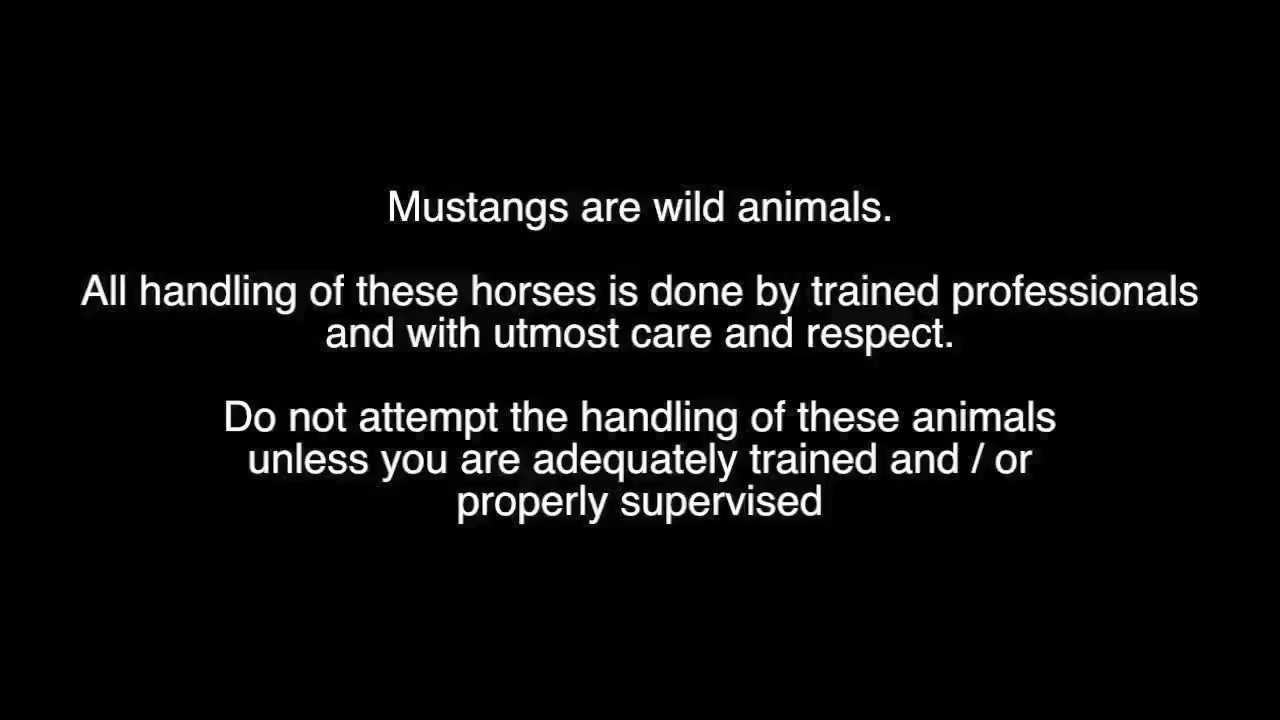 Mustangs are wild animals.
All handling of these horses is done by trained professionals
and with utmost care and respect.
Do not attempt the handling of these animals
unless you are adequately trained and / or
properly supervised